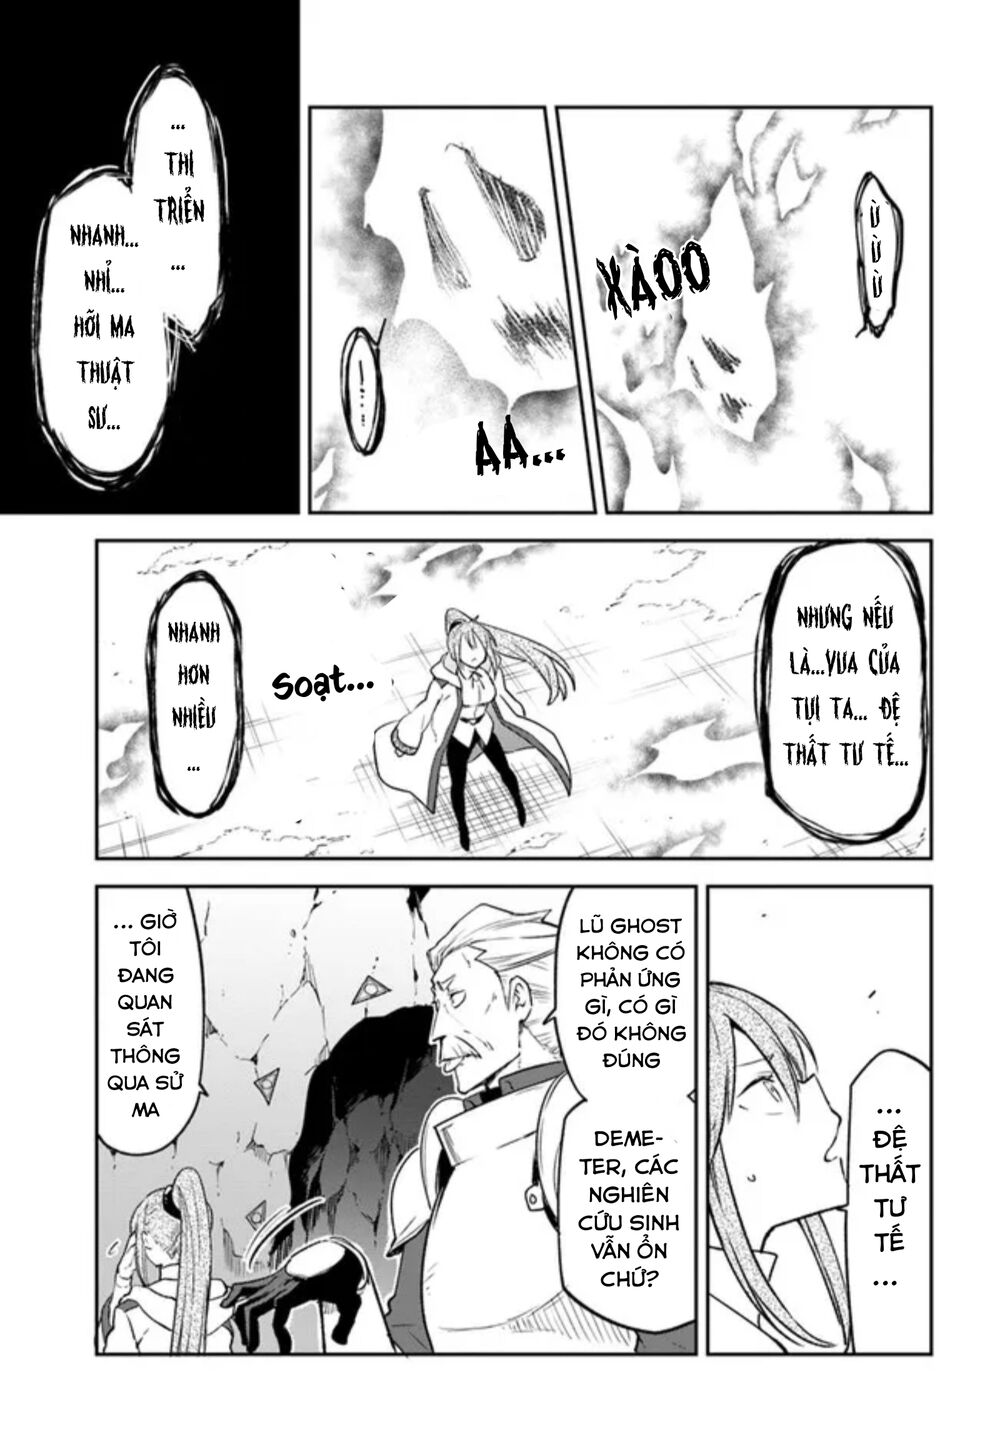 Ừ
Ừ
Ừ
XÀOO
ÀÀ...
...
...
THI
TRIỂN
...
NHANH...
NHỈ...
HỠI MA
THUẬT
SƯ...
NHƯNG NẾU
LÀ...VUA CỦA
TỤI TA... ĐỆ
THẤT TƯ TẾ...
SOẠT...
NHANH
HƠN
NHIỀU
...
...
ĐỆ
THẤT
TƯ
TẾ
...
LŨ GHOST
KHÔNG CÓ
PHẢN ỨNG
GÌ, CÓ GÌ
ĐÓ KHÔNG
ĐÚNG
DEME-
TER, CÁC
NGHIÊN
CỨU SINH
VẪN ỔN
CHỨ?
... GIỜ
TÔI
ĐANG
QUAN
SÁT
THÔNG
QUA SỬ
MA